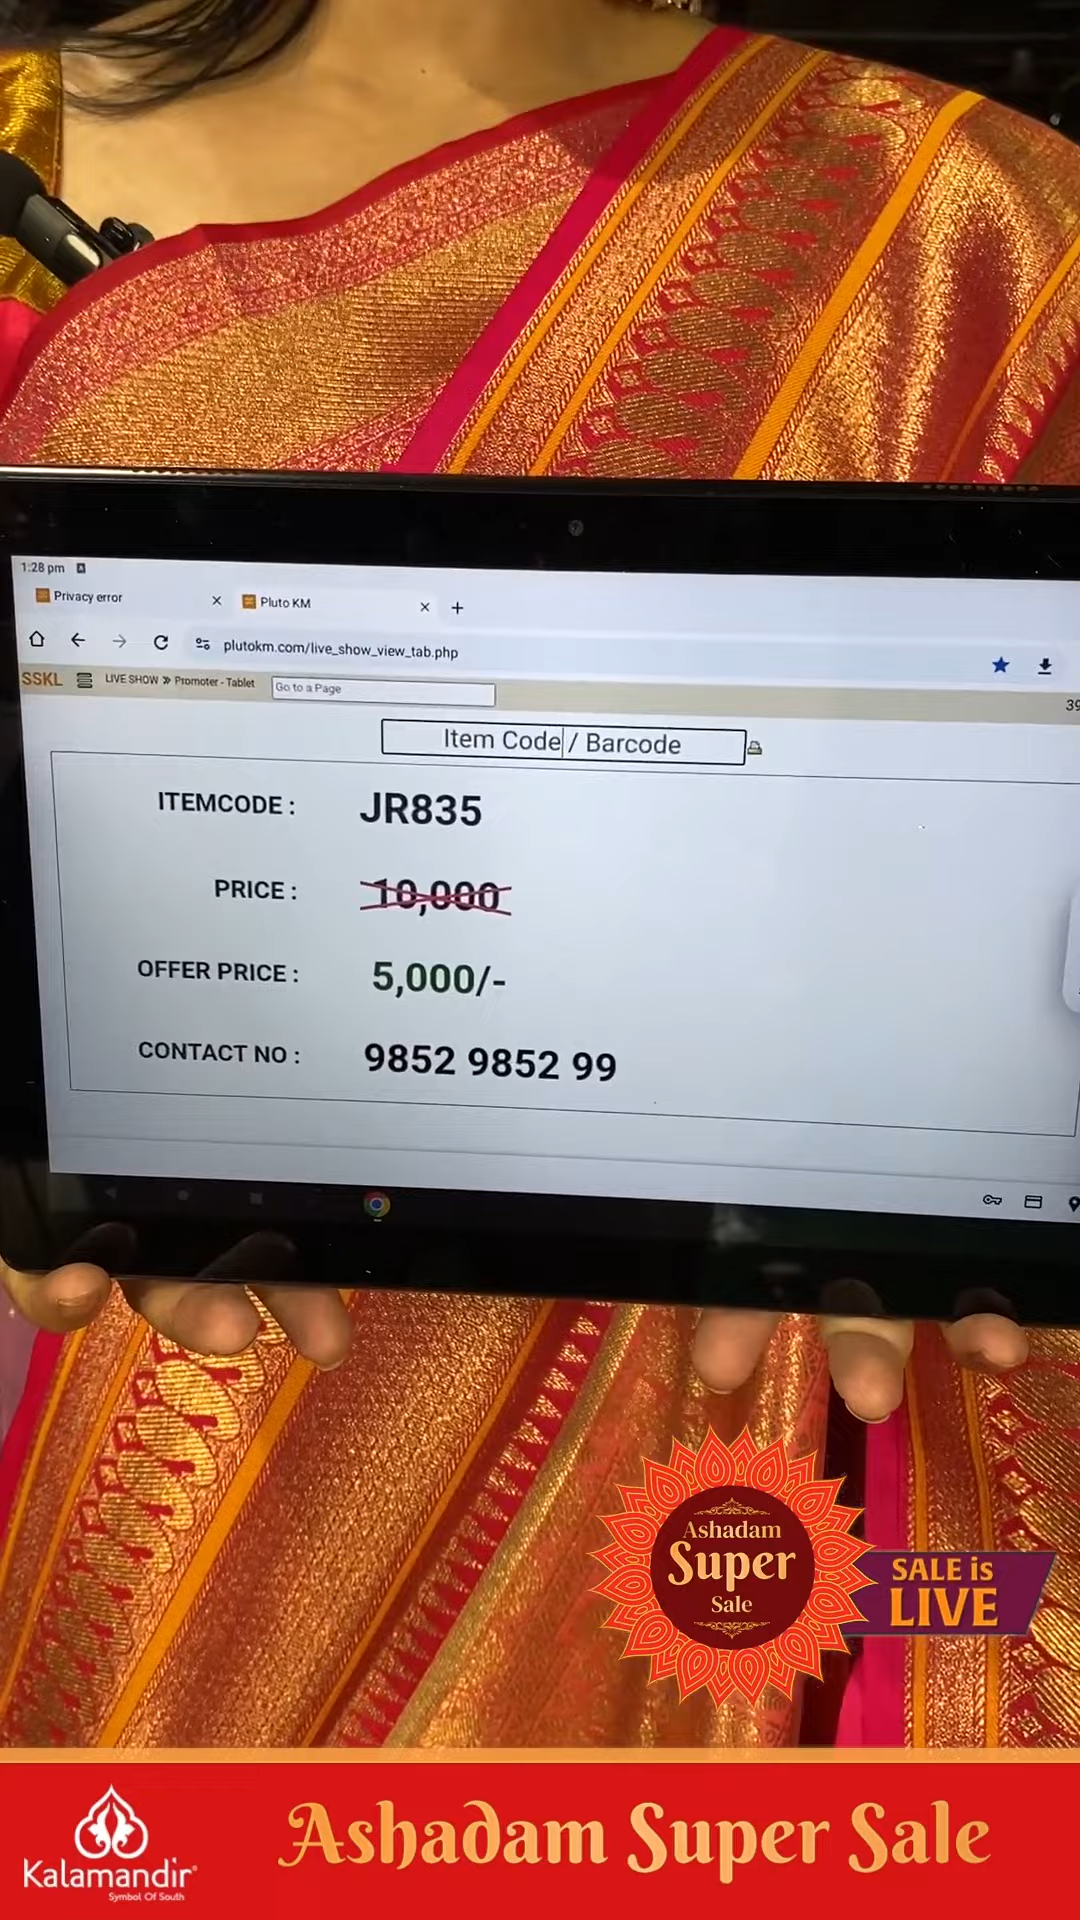 1:28 pm
Privacy error
Pluto KM
plutokm.com/live_show_view_tab.php
SSKL
LIVE SHOW » Promoter - Tablet
Go to a Page
39
Item Code / Barcode
ITEMCODE : JR835
PRICE : 10,000
OFFER PRICE : 5,000/-
CONTACT NO : 9852 9852 99
Ashadam
Super
Sale
SALE is
LIVE
Kalamandir
Symbol Of South
Ashadam Super Sale